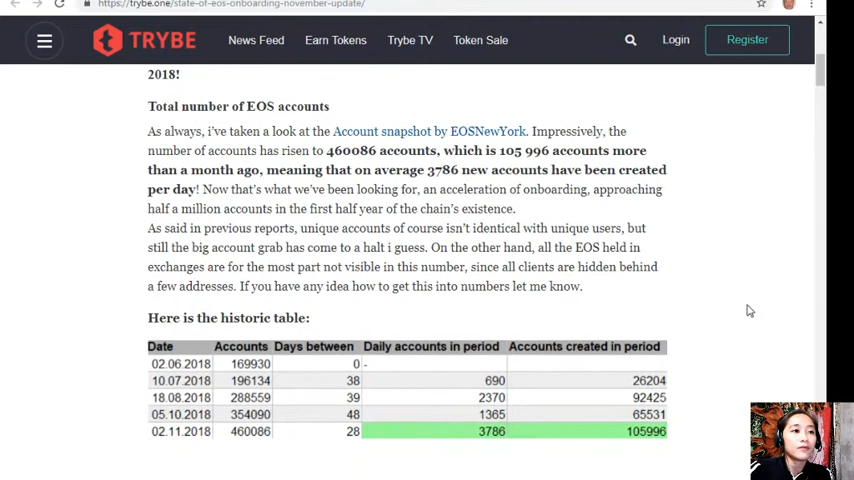 https://trybe.one/state-of-eos-onboarding-november-update/
TRYBE News Feed Earn Tokens Trybe TV Token Sale Login Register
2018!
Total number of EOS accounts
As always, i've taken a look at the Account snapshot by EOSNewYork. Impressively, the
number of accounts has risen to 460086 accounts, which is 105 996 accounts more
than a month ago, meaning that on average 3786 new accounts have been created
per day! Now that's what we've been looking for, an acceleration of onboarding, approaching
half a million accounts in the first half year of the chain's existence.
As said in previous reports, unique accounts of course isn't identical with unique users, but
still the big account grab has come to a halt i guess. On the other hand, all the EOS held in
exchanges are for the most part not visible in this number, since all clients are hidden behind
a few addresses. If you have any idea how to get this into numbers let me know.
Here is the historic table:
Date Accounts Days between Daily accounts in period Accounts created in period
02.06.2018 169930 0 -
10.07.2018 196134 38 690 26204
18.08.2018 288559 39 2370 92425
05.10.2018 354090 48 1365 65531
02.11.2018 460086 28 3786 105996